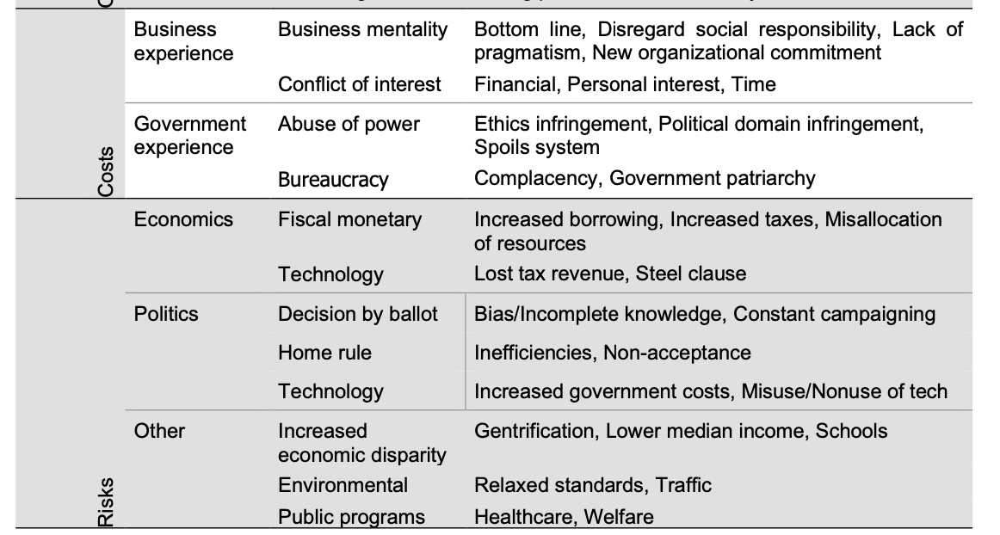 Business Business mentality Bottom line, Disregard social responsibility, Lack of
experience pragmatism, New organizational commitment
Conflict of interest Financial, Personal interest, Time
Government Abuse of power Ethics infringement, Political domain infringement,
experience Spoils system
Costs
Bureaucracy Complacency, Government patriarchy
Economics Fiscal monetary Increased borrowing, Increased taxes, Misallocation
of resources
Technology Lost tax revenue, Steel clause
Politics Decision by ballot Bias/Incomplete knowledge, Constant campaigning
Home rule Inefficiencies, Non-acceptance
Technology Increased government costs, Misuse/Nonuse of tech
Other Increased Gentrification, Lower median income, Schools
economic disparity
Environmental Relaxed standards, Traffic
Risks
Public programs Healthcare, Welfare